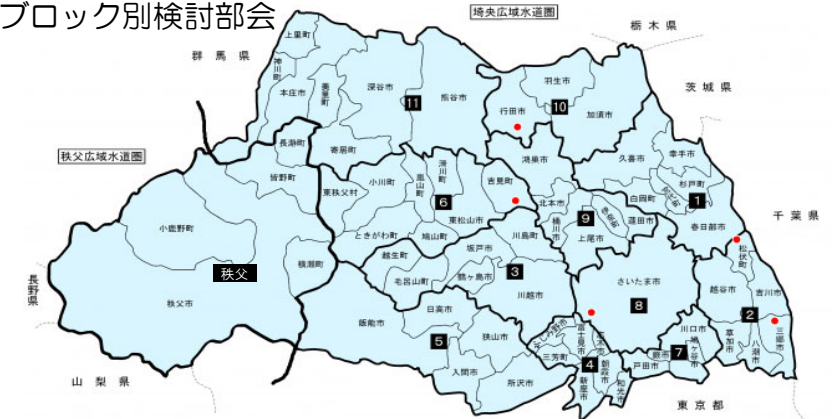 ブロック別検討部会
埼央広域水道圏
栃木県
群馬県
茨城県
上里町
神川町
本庄市
美里町
深谷市
熊谷市
11
羽生市
行田市
10
加須市
秩父広域水道圏
長瀞町
寄居町
皆野町
東秩父村
小川町
嵐山町
滑川町
吉見町
6
東松山市
ときがわ町
鳩山町
鴻巣市
北本市
桶川市
9
上尾市
蓮田市
久喜市
幸手市
杉戸町
白岡町
1
春日部市
千葉県
小鹿野町
秩父
横瀬町
秩父市
長野県
越生町
毛呂山町
坂戸市
鶴ヶ島市
川島町
3
川越市
さいたま市
8
松伏町
越谷市
吉川市
2
草加市
八潮市
三郷市
飯能市
日高市
5
狭山市
入間市
所沢市
三芳町
富士見市
4
新座市
朝霞市
和光市
川口市
鳩ヶ谷市
7
蕨市
戸田市
山梨県
東京都